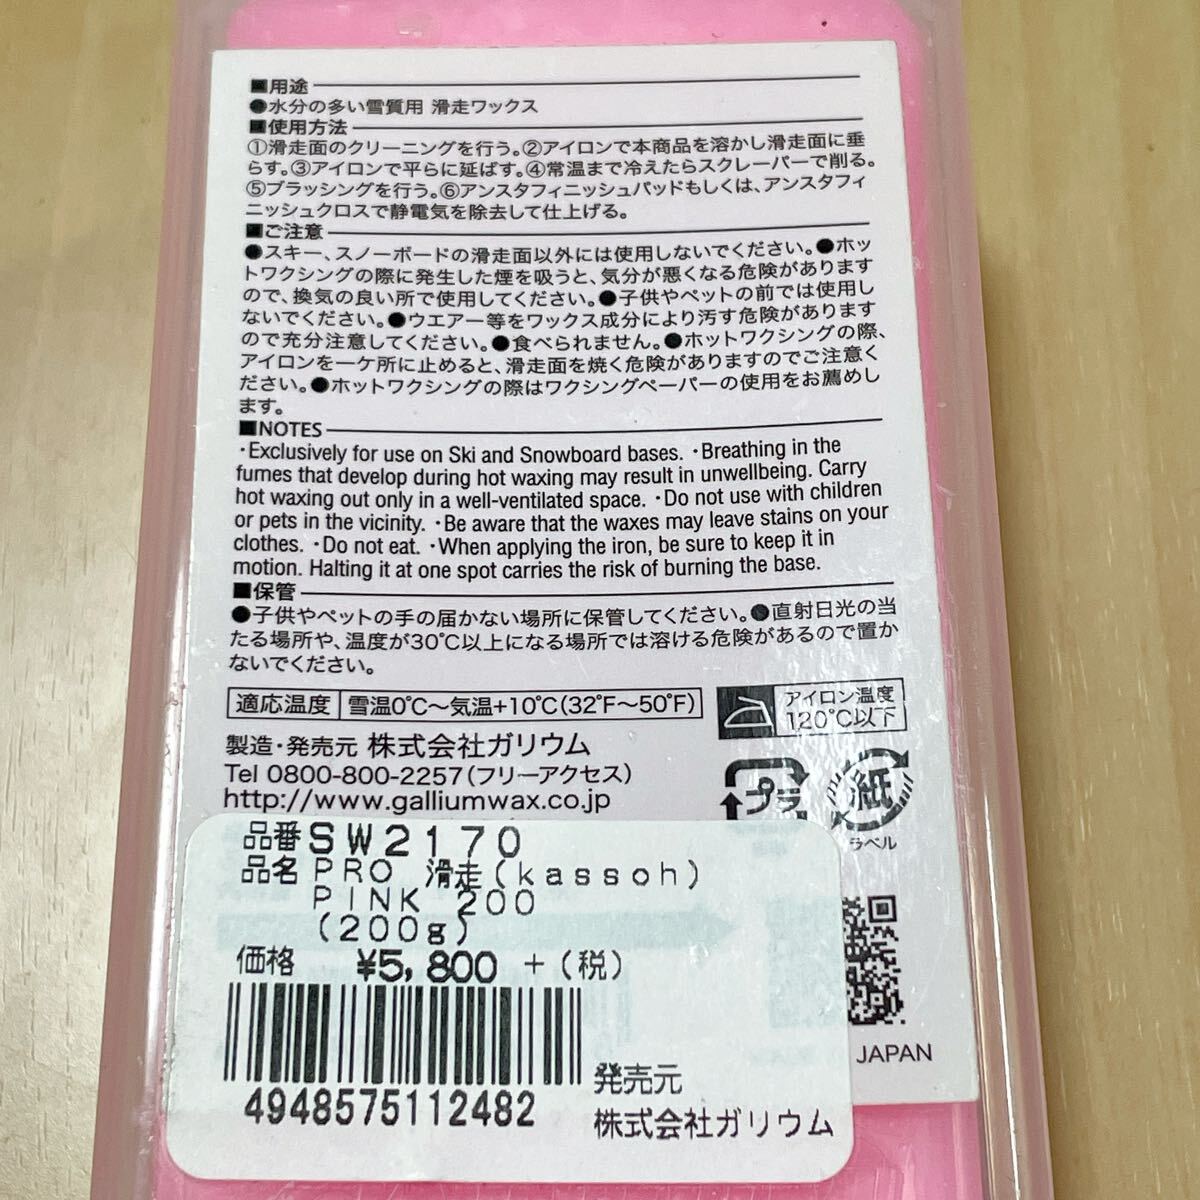 ■用途
●水分の多い雪質用 滑走ワックス
■使用方法
①滑走面のクリーニングを行う。②アイロンで本商品を溶かし滑走面に垂
らす。③アイロンで平らに延ばす。④常温まで冷えたらスクレーパーで削る。
⑤ブラッシングを行う。⑥アンスタフィニッシュパッドもしくは、アンスタフィ
ニッシュクロスで静電気を除去して仕上げる。
■ご注意
●スキー、スノーボードの滑走面以外には使用しないでください。●ホッ
トワクシングの際に発生した煙を吸うと、気分が悪くなる危険があります
ので、換気の良い所で使用してください。●子供やペットの前では使用し
ないでください。●ウエアー等をワックス成分により汚す危険があります
ので充分注意してください。●食べられません。●ホットワクシングの際、
アイロンを一ケ所に止めると、滑走面を焼く危険がありますのでご注意く
ださい。●ホットワクシングの際はワクシングペーパーの使用をお薦めし
ます。
■NOTES
・Exclusively for use on Ski and Snowboard bases. ・Breathing in the
fumes that develop during hot waxing may result in unwellbeing. Carry
hot waxing out only in a well-ventilated space. ・Do not use with children
or pets in the vicinity. ・Be aware that the waxes may leave stains on your
clothes. ・Do not eat. ・When applying the iron, be sure to keep it in
motion. Halting it at one spot carries the risk of burning the base.
■保管
●子供やペットの手の届かない場所に保管してください。●直射日光の当
たる場所や、温度が30℃以上になる場所では溶ける危険があるので置か
ないでください。
適応温度 雪温0℃～気温+10℃(32°F～50°F)
アイロン温度
120℃以下
製造・発売元 株式会社ガリウム
Tel 0800-800-2257(フリーアクセス)
http://www.galliumwax.co.jp
プラ
紙
ラベル
品番 SW2170
品名 PRO 滑走(kassoh)
PINK 200
(200g)
価格 ¥5,800 +(税)
4948575112482
発売元
株式会社ガリウム
JAPAN